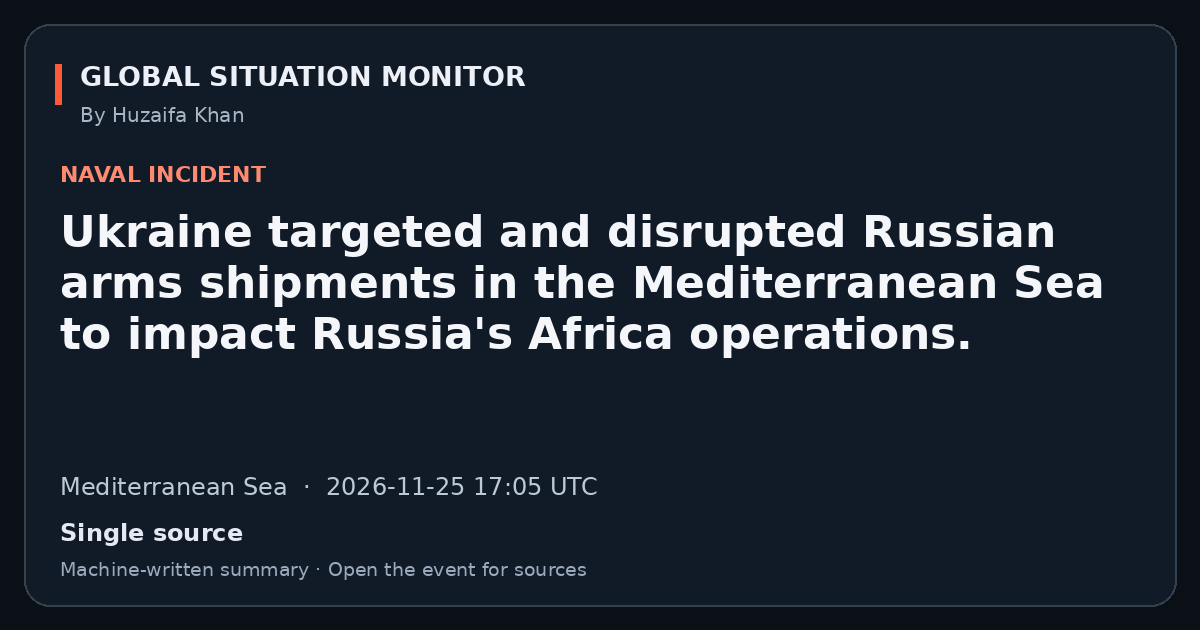 GLOBAL SITUATION MONITOR
By Huzaifa Khan
NAVAL INCIDENT
Ukraine targeted and disrupted Russian
arms shipments in the Mediterranean Sea
to impact Russia's Africa operations.
Mediterranean Sea · 2026-11-25 17:05 UTC
Single source
Machine-written summary · Open the event for sources